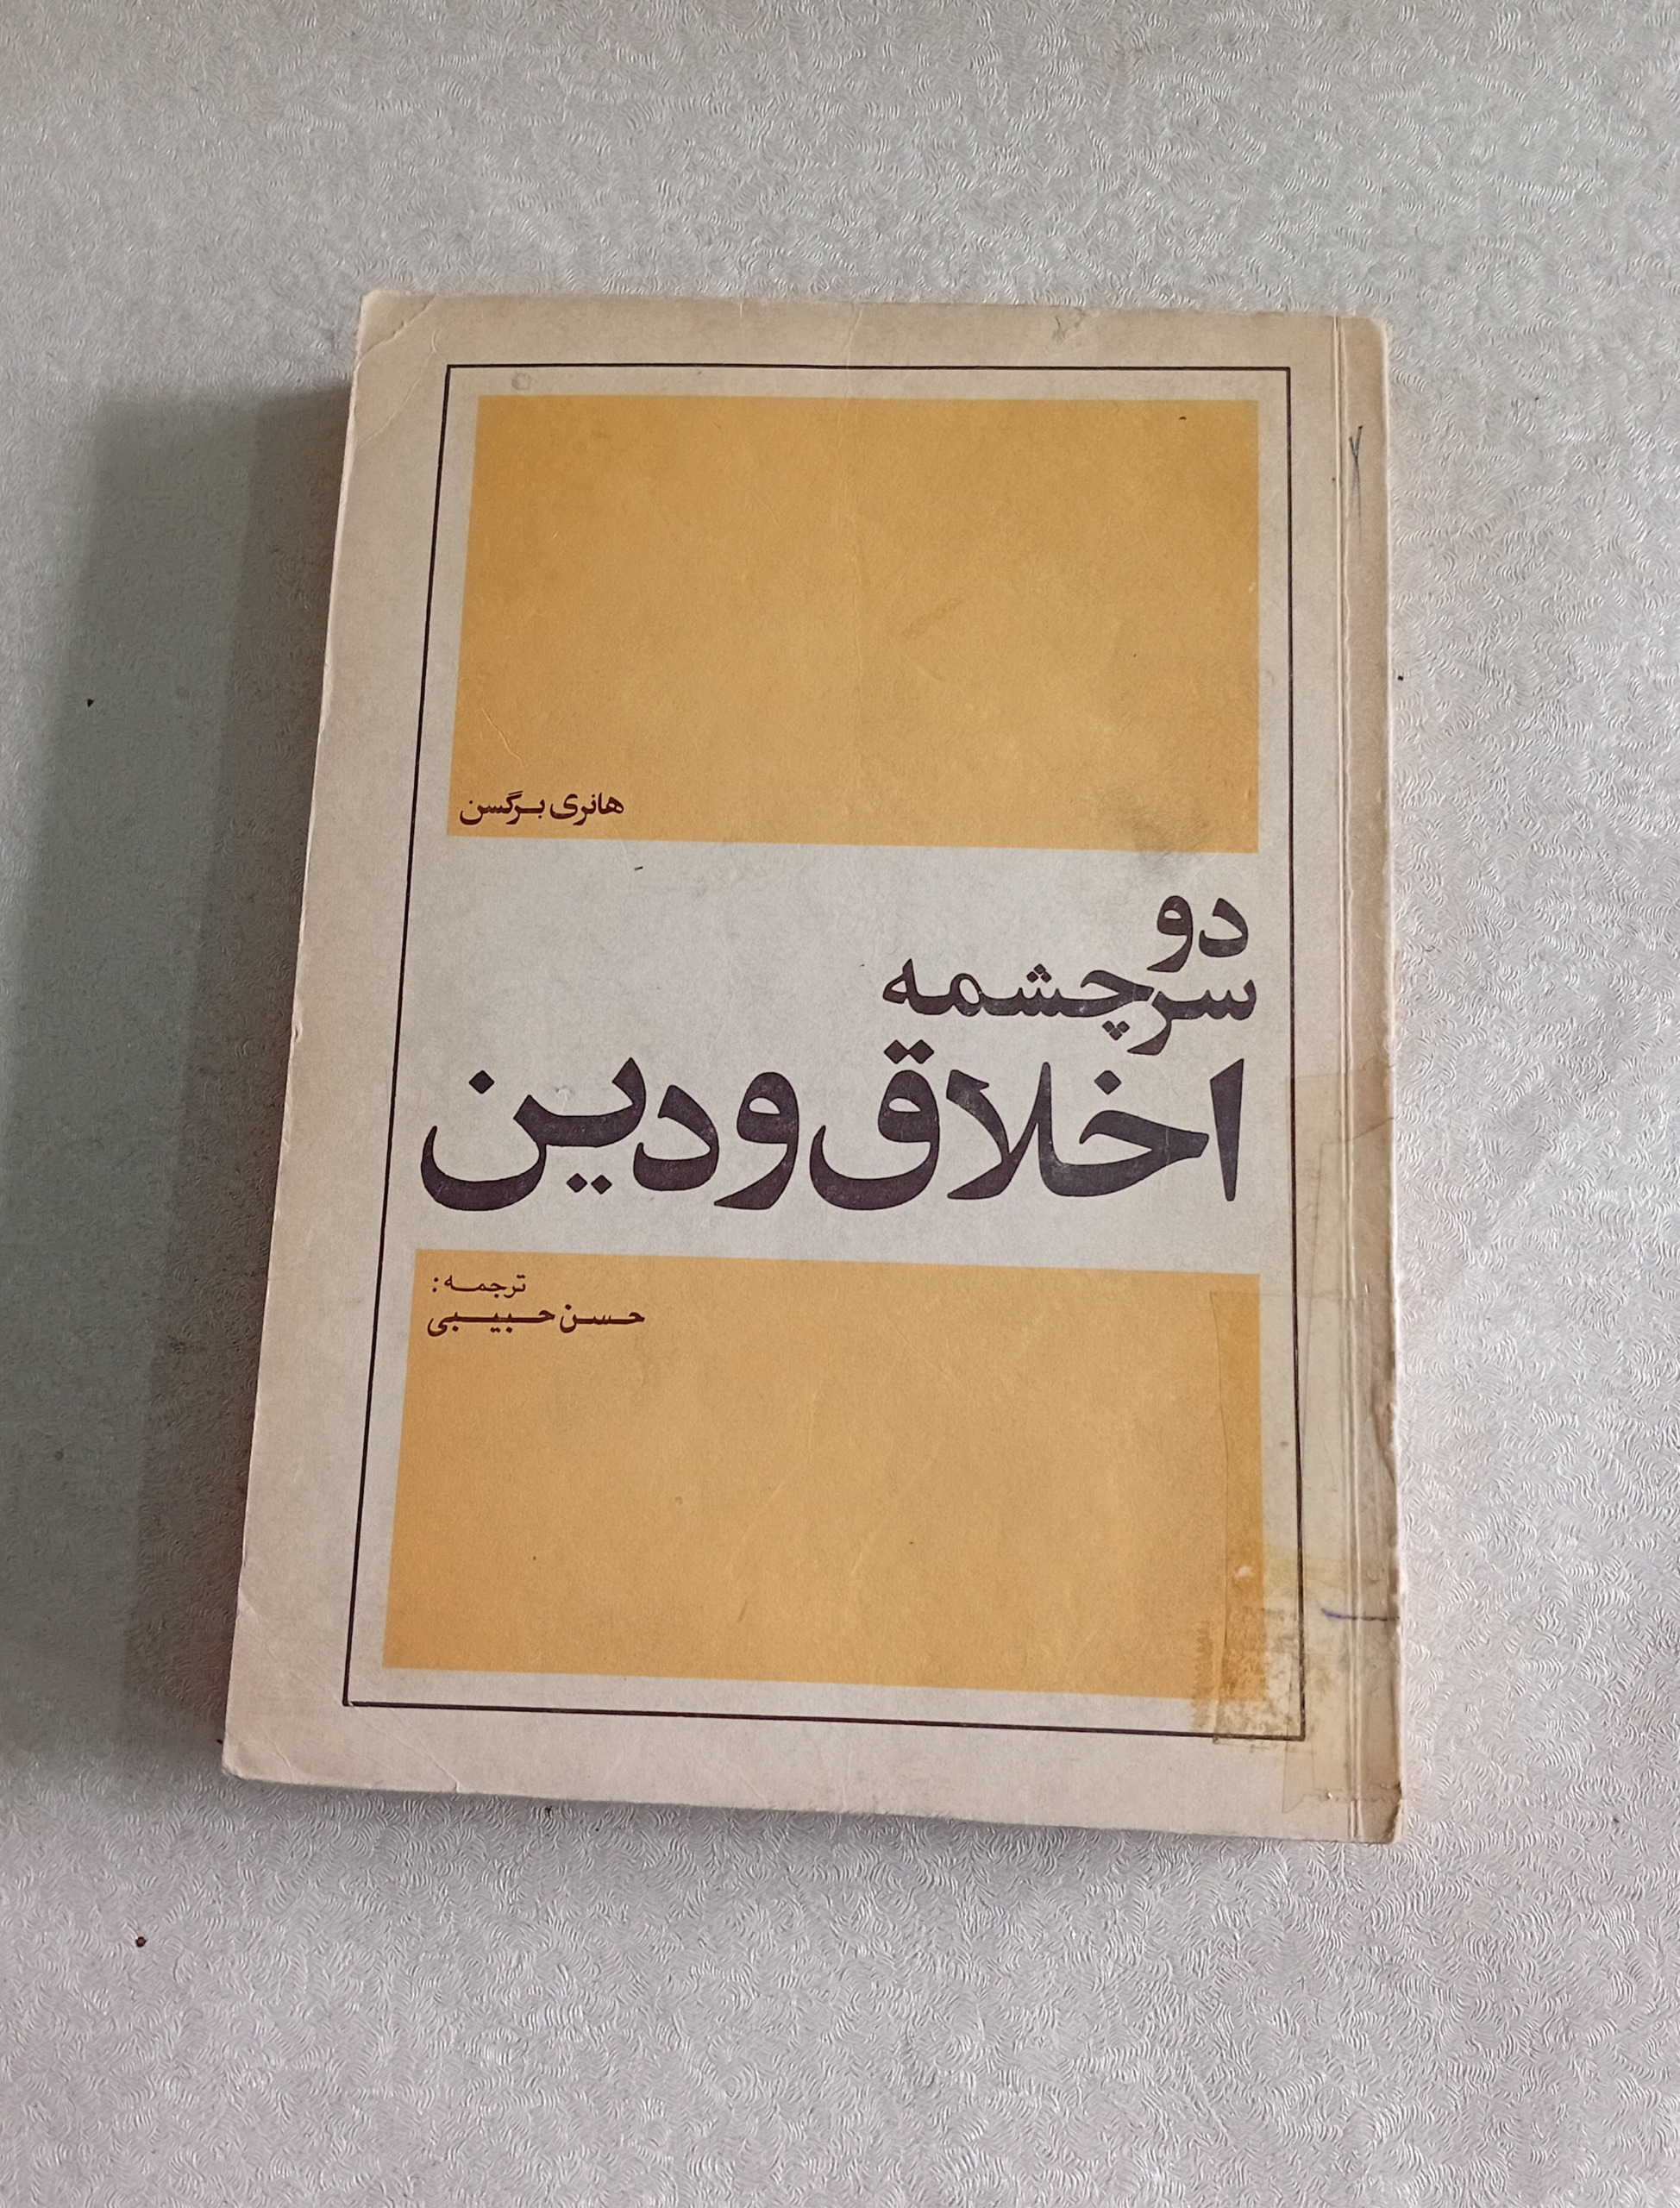 هانری برگسن
دو
سرچشمه
اخلاق و دین
ترجمه:
حسن حبیبی